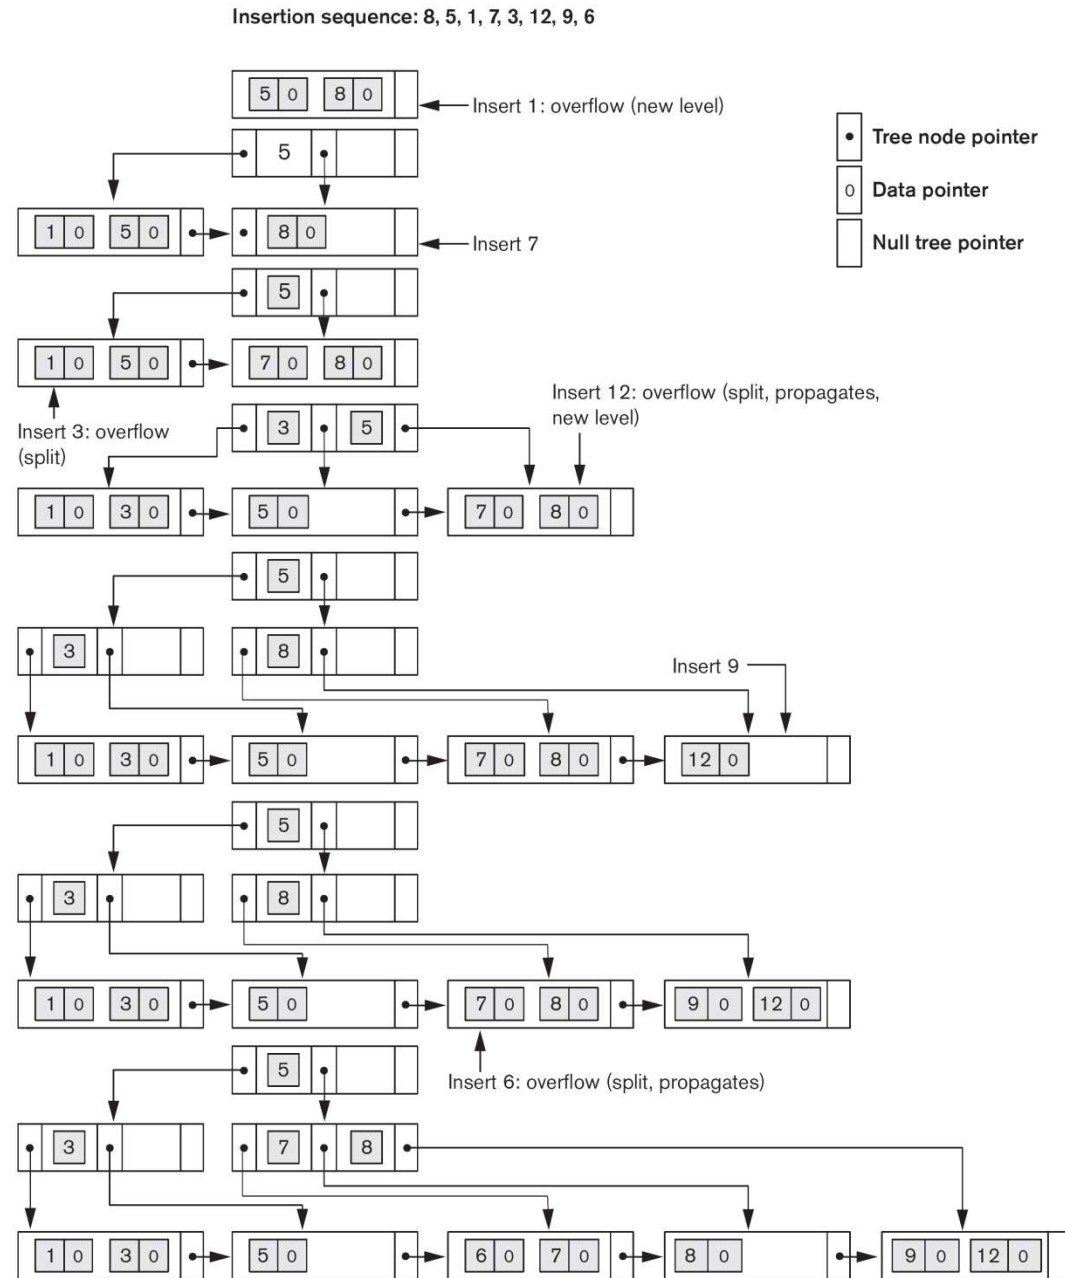 Insertion sequence: 8, 5, 1, 7, 3, 12, 9, 6
5 0 8 0
Insert 1: overflow (new level)
Tree node pointer
5
0 Data pointer
1 0 5 0 8 0
Insert 7
Null tree pointer
5
1 0 5 0 7 0 8 0
Insert 12: overflow (split, propagates,
new level)
Insert 3: overflow
(split)
3 5
1 0 3 0 5 0 7 0 8 0
5
3 8
Insert 9
1 0 3 0 5 0 7 0 8 0 12 0
5
3 8
1 0 3 0 5 0 7 0 8 0 9 0 12 0
5
Insert 6: overflow (split, propagates)
3 7 8
1 0 3 0 5 0 6 0 7 0 8 0 9 0 12 0